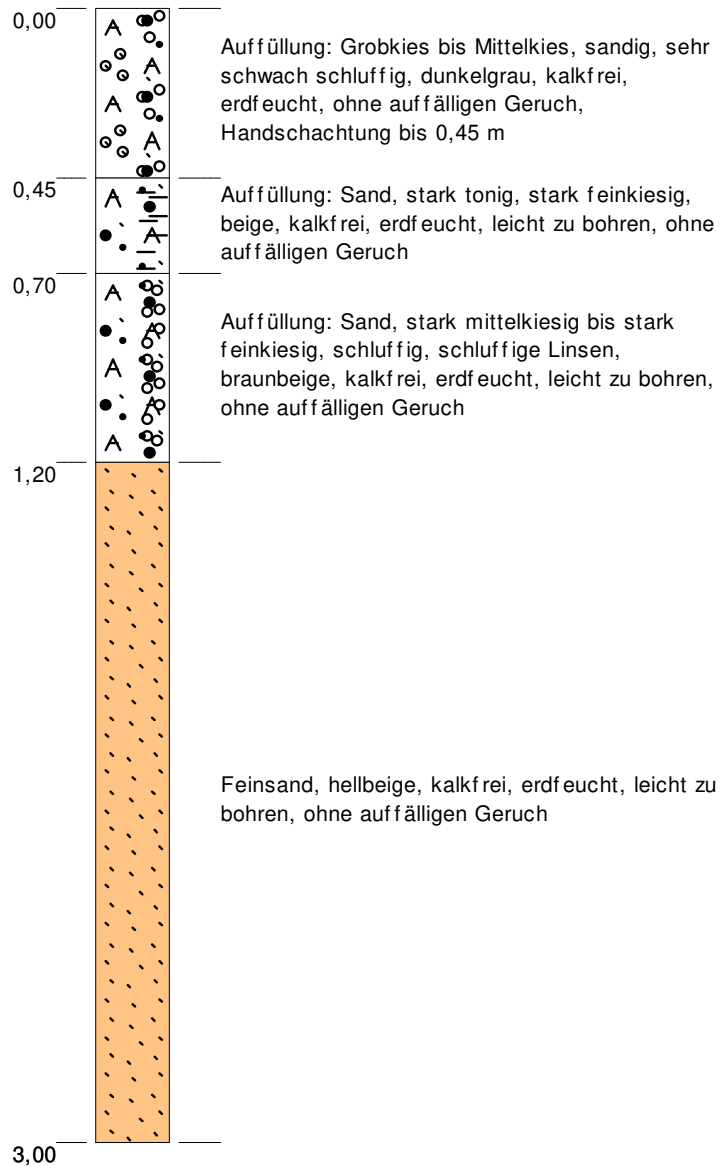 0,00
Auffüllung: Grobkies bis Mittelkies, sandig, sehr
schwach schluffig, dunkelgrau, kalkfrei,
erdfeucht, ohne auffälligen Geruch,
Handschachtung bis 0,45 m
0,45
Auffüllung: Sand, stark tonig, stark feinkiesig,
beige, kalkfrei, erdfeucht, leicht zu bohren, ohne
auffälligen Geruch
0,70
Auffüllung: Sand, stark mittelkiesig bis stark
feinkiesig, schluffig, schluffige Linsen,
braunbeige, kalkfrei, erdfeucht, leicht zu bohren,
ohne auffälligen Geruch
1,20
Feinsand, hellbeige, kalkfrei, erdfeucht, leicht zu
bohren, ohne auffälligen Geruch
3,00